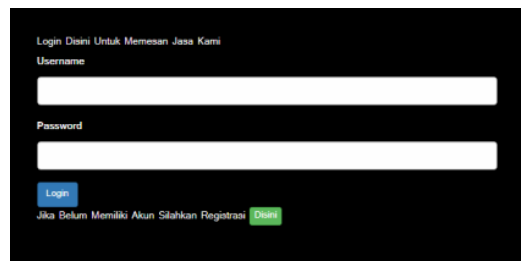 Login Disini Untuk Memesan Jasa Kami
Username
Password
Login
Jika Belum Memiliki Akun Silahkan Registrasi Disini